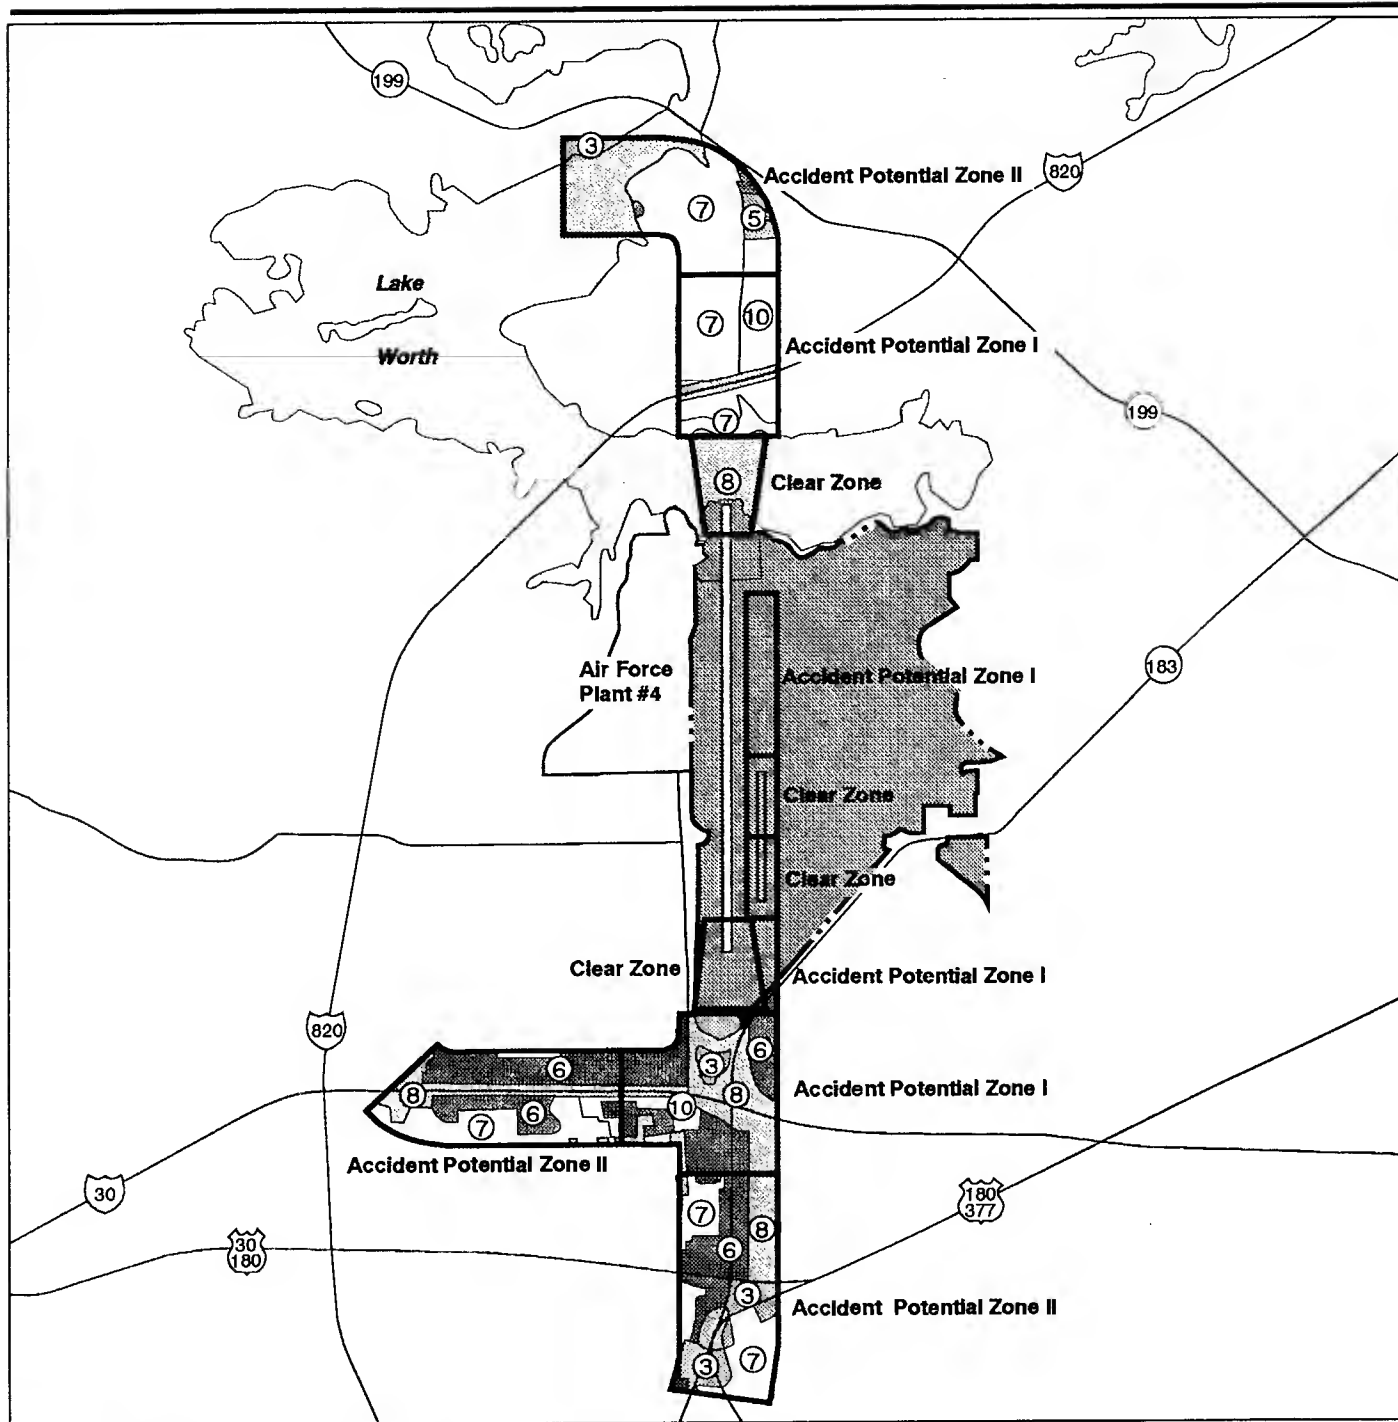 199
3
Accident Potential Zone II
820
7
5
Lake
7
10
Accident Potential Zone I
Worth
199
7
8
Clear Zone
Air Force
Plant #4
Accident Potential Zone I
183
Clear Zone
Clear Zone
Clear Zone
Accident Potential Zone I
820
6
3
6
8
8
Accident Potential Zone I
10
6
7
Accident Potential Zone II
30
180
377
7
8
30
180
6
3
Accident Potential Zone II
7
3